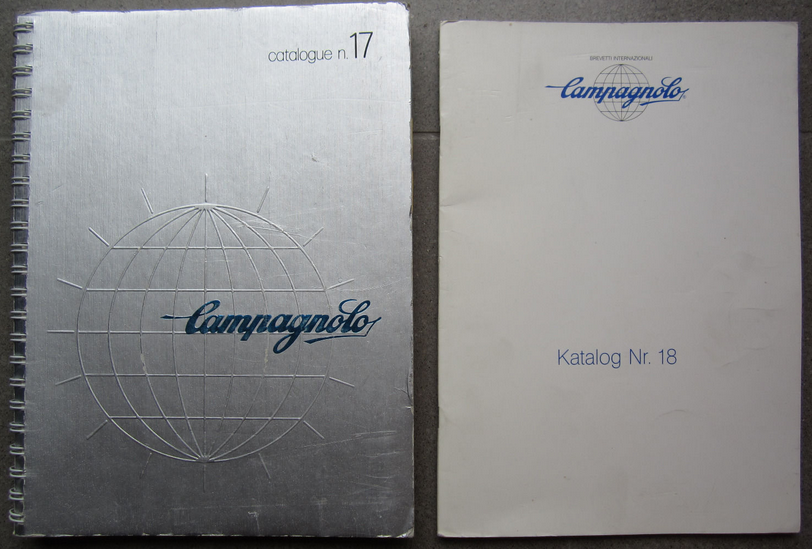 catalogue n. 17
Campagnolo
BREVETTI INTERNAZIONALI
Campagnolo
Katalog Nr. 18